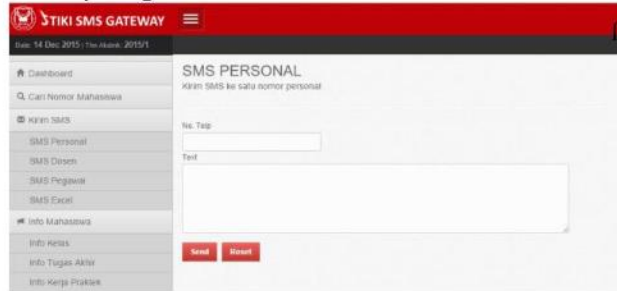 STIKI SMS GATEWAY
Date: 14 Dec 2015 | Thn Akdmk: 2015/1
Dashboard
Cari Nomor Mahasiswa
Kirim SMS
SMS Personal
SMS Dosen
SMS Pegawai
SMS Excel
Info Mahasiswa
Info Kelas
Info Tugas Akhir
Info Kerja Praktek
SMS PERSONAL
Kirim SMS ke satu nomor personal
No. Telp
Text
Send Reset